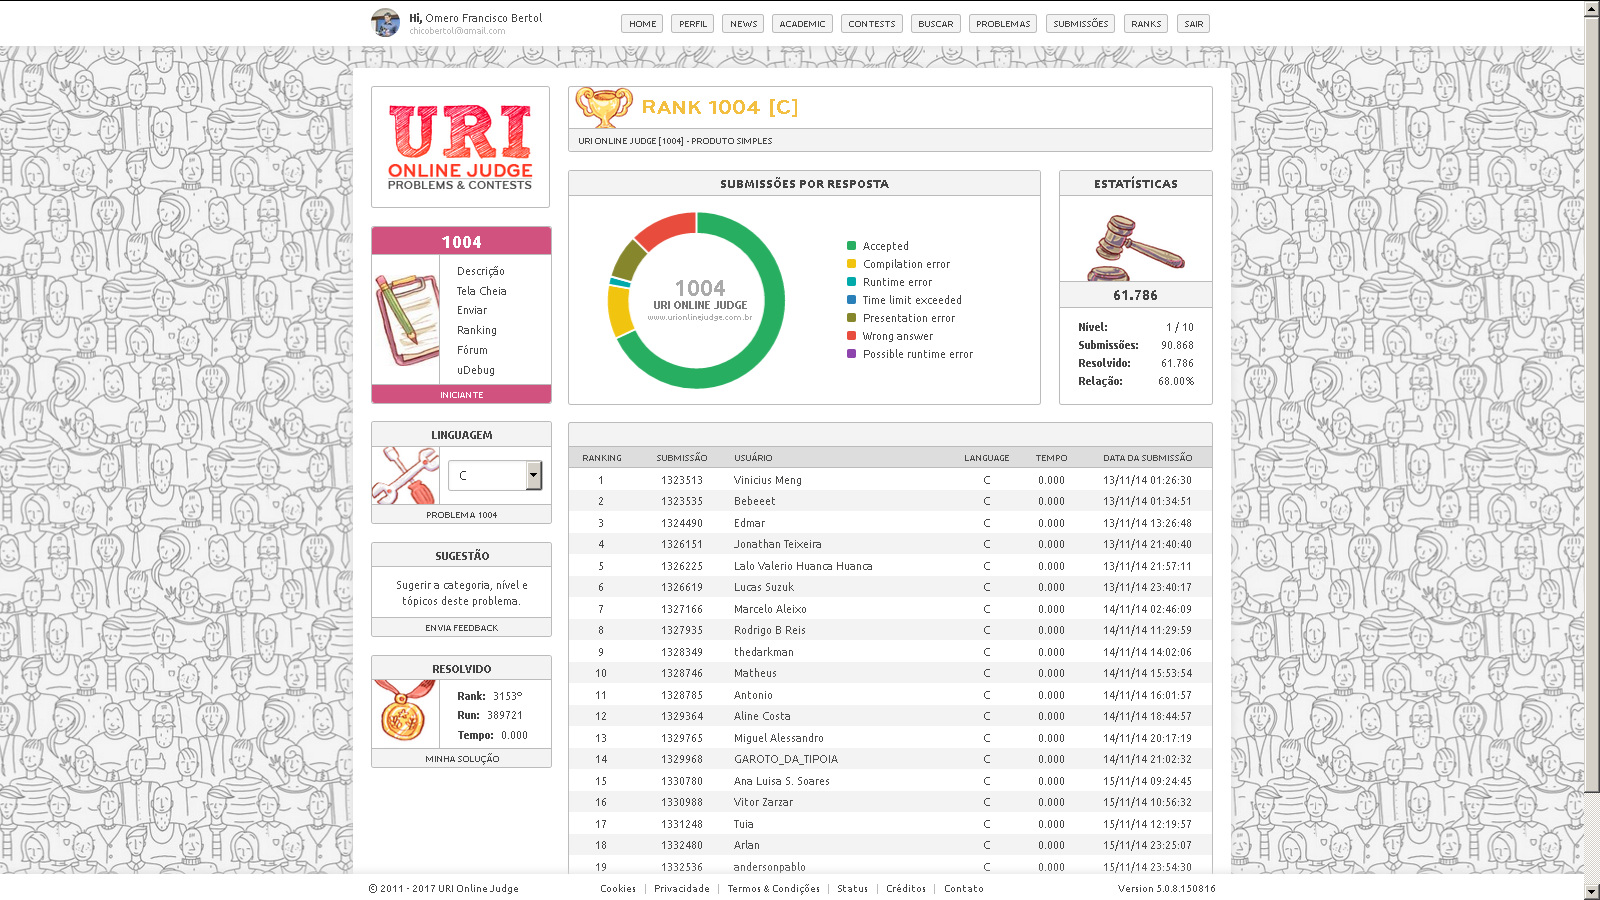 Hi, Omero Francisco Bertol
chicobertoli@gmail.com
HOME PERFIL NEWS ACADEMIC CONTESTS BUSCAR PROBLEMAS SUBMISSÕES RANKS SAIR
URI
ONLINE JUDGE
PROBLEMS & CONTESTS
1004
Descrição
Tela Cheia
Enviar
Ranking
Fórum
uDebug
INICIANTE
LINGUAGEM
C
PROBLEMA 1004
SUGESTÃO
Sugerir a categoria, nível e
tópicos deste problema.
ENVIA FEEDBACK
RESOLVIDO
Rank: 3153º
Run: 389721
Tempo: 0.000
MINHA SOLUÇÃO
RANK 1004 [C]
URI ONLINE JUDGE [1004] - PRODUTO SIMPLES
SUBMISSÕES POR RESPOSTA
1004
URI ONLINE JUDGE
www.urionlinejudge.com.br
Accepted
Compilation error
Runtime error
Time limit exceeded
Presentation error
Wrong answer
Possible runtime error
ESTATÍSTICAS
61.786
Nível: 1 / 10
Submissões: 90.868
Resolvido: 61.786
Relação: 68.00%
RANKING SUBMISSÃO USUÁRIO LANGUAGE TEMPO DATA DA SUBMISSÃO
1 1323513 Vinicius Meng C 0.000 13/11/14 01:26:30
2 1323535 Bebeeet C 0.000 13/11/14 01:34:51
3 1324490 Edmar C 0.000 13/11/14 13:26:48
4 1326151 Jonathan Teixeira C 0.000 13/11/14 21:40:40
5 1326225 Lalo Valerio Huanca Huanca C 0.000 13/11/14 21:57:11
6 1326619 Lucas Suzuk C 0.000 13/11/14 23:40:17
7 1327166 Marcelo Aleixo C 0.000 14/11/14 02:46:09
8 1327935 Rodrigo B Reis C 0.000 14/11/14 11:29:59
9 1328349 thedarkman C 0.000 14/11/14 14:02:06
10 1328746 Matheus C 0.000 14/11/14 15:53:54
11 1328785 Antonio C 0.000 14/11/14 16:01:57
12 1329364 Aline Costa C 0.000 14/11/14 18:44:57
13 1329765 Miguel Alessandro C 0.000 14/11/14 20:17:19
14 1329968 GAROTO_DA_TIPOIA C 0.000 14/11/14 21:02:32
15 1330780 Ana Luisa S. Soares C 0.000 15/11/14 09:24:45
16 1330988 Vitor Zarzar C 0.000 15/11/14 10:56:32
17 1331248 Tuia C 0.000 15/11/14 12:19:57
18 1332480 Arlan C 0.000 15/11/14 23:25:07
19 1332536 andersonpablo C 0.000 15/11/14 23:54:30
© 2011 - 2017 URI Online Judge
Cookies | Privacidade | Termos & Condições | Status | Créditos | Contato
Version 5.0.8.150816